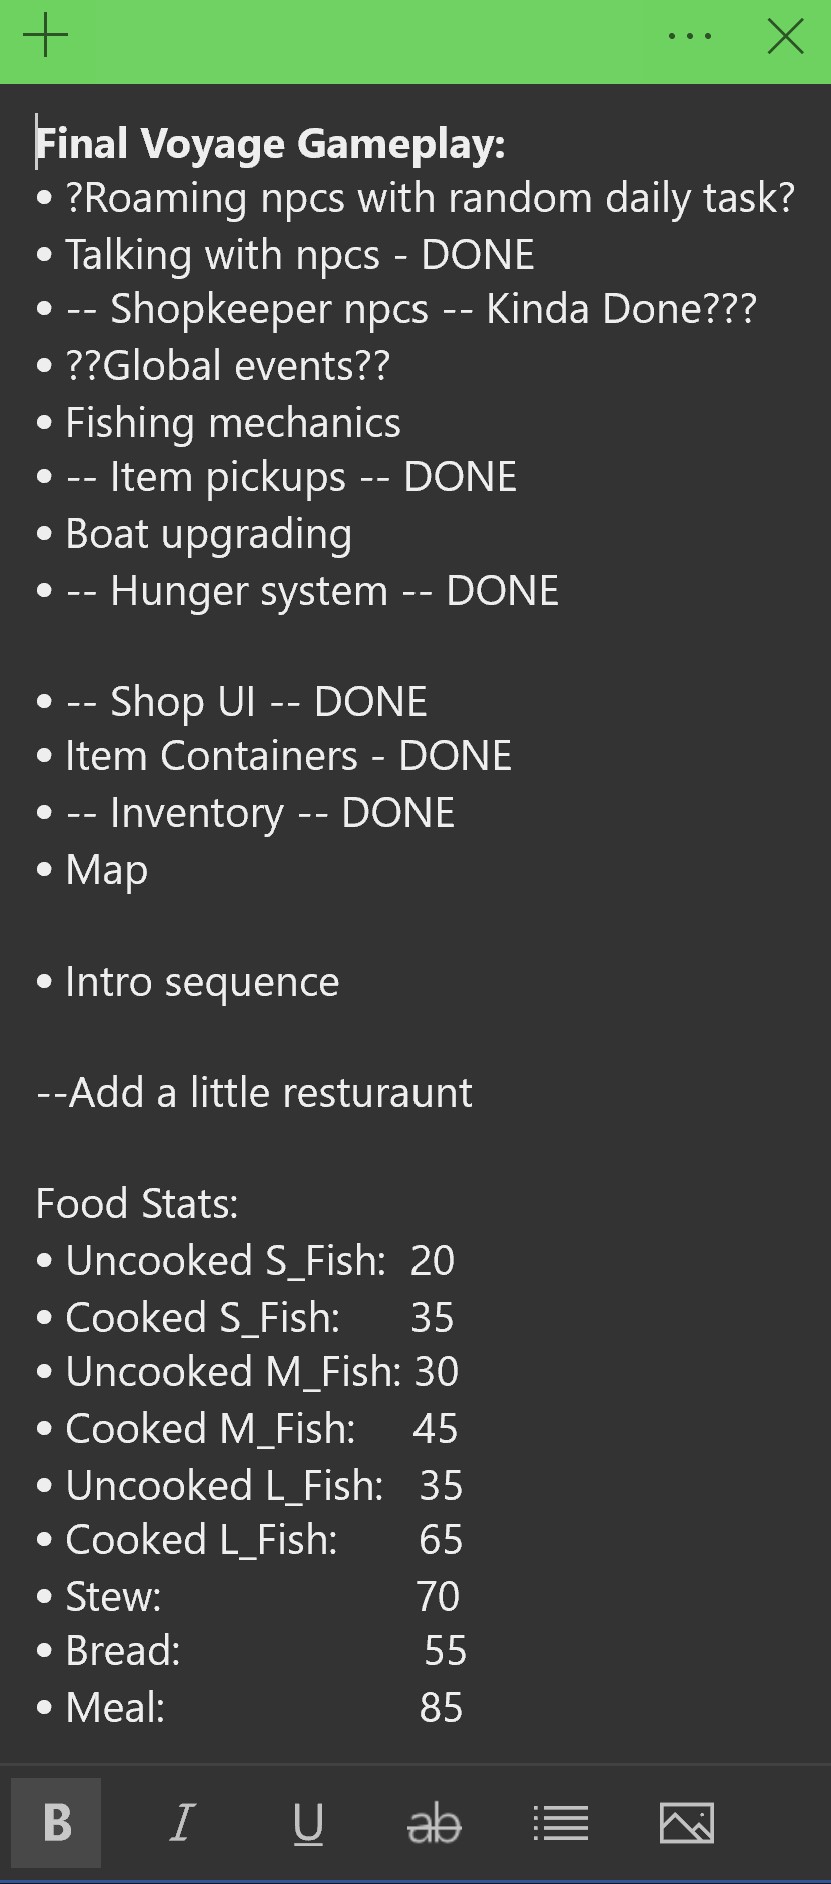 Final Voyage Gameplay:
• ?Roaming npcs with random daily task?
• Talking with npcs - DONE
• -- Shopkeeper npcs -- Kinda Done???
• ??Global events??
• Fishing mechanics
• -- Item pickups -- DONE
• Boat upgrading
• -- Hunger system -- DONE
• -- Shop UI -- DONE
• Item Containers - DONE
• -- Inventory -- DONE
• Map
• Intro sequence
--Add a little resturaunt
Food Stats:
• Uncooked S_Fish: 20
• Cooked S_Fish: 35
• Uncooked M_Fish: 30
• Cooked M_Fish: 45
• Uncooked L_Fish: 35
• Cooked L_Fish: 65
• Stew: 70
• Bread: 55
• Meal: 85
B I U ab